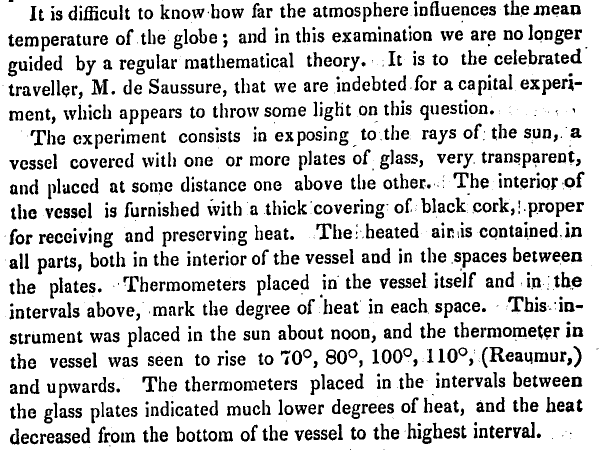 It is difficult to know how far the atmosphere influences the mean
temperature of the globe; and in this examination we are no longer
guided by a regular mathematical theory. It is to the celebrated
traveller, M. de Saussure, that we are indebted for a capital experi-
ment, which appears to throw some light on this question.
The experiment consists in exposing to the rays of the sun, a
vessel covered with one or more plates of glass, very transparent,
and placed at some distance one above the other. The interior of
the vessel is furnished with a thick covering of black cork, proper
for receiving and preserving heat. The heated air is contained in
all parts, both in the interior of the vessel and in the spaces between
the plates. Thermometers placed in the vessel itself and in the
intervals above, mark the degree of heat in each space. This in-
strument was placed in the sun about noon, and the thermometer in
the vessel was seen to rise to 70°, 80°, 100°, 110°, (Reaumur,)
and upwards. The thermometers placed in the intervals between
the glass plates indicated much lower degrees of heat, and the heat
decreased from the bottom of the vessel to the highest interval.